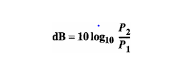 dB = 10 log₁₀ P₂/P₁